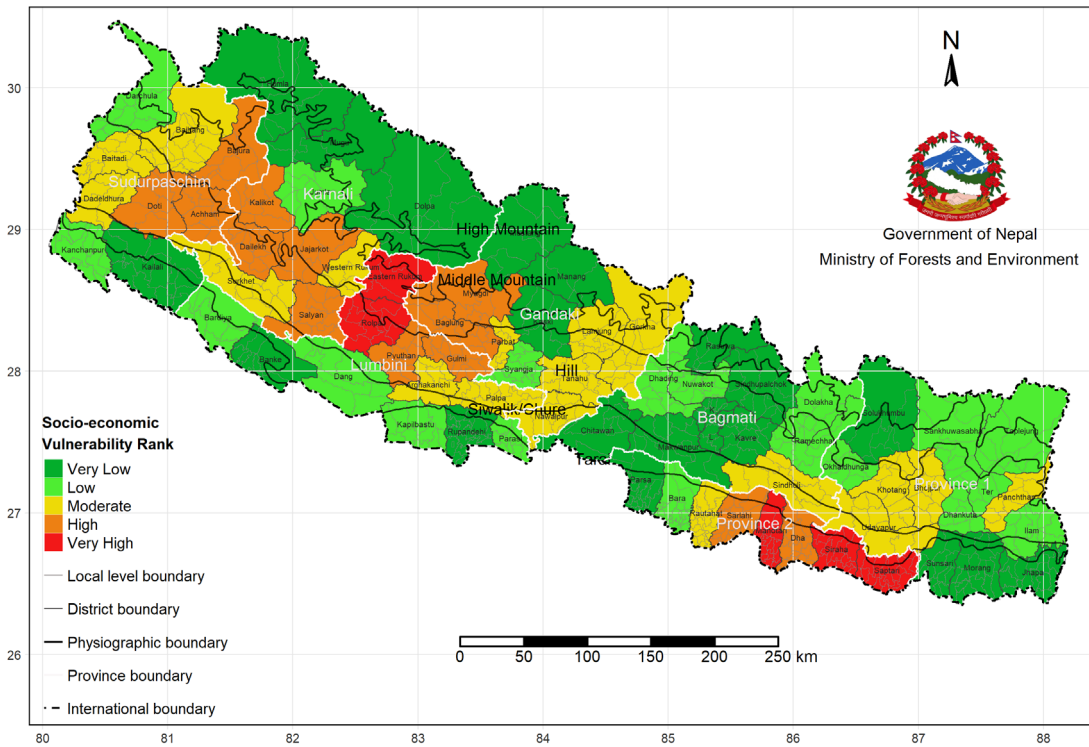 N
Government of Nepal
Ministry of Forests and Environment
30
29
28
27
26
80
81
82
83
84
85
86
87
88
Darchula
Bajhang
Bajura
Baitadi
Sudurpaschim
Dadeldhura
Doti
Achham
Kanchanpur
Kailali
Karnali
Kalikot
Dolpa
Dailekh
Jajarkot
Western Rukum
Eastern Rukum
Surkhet
Salyan
Rolpa
Bardiya
Banke
Dang
High Mountain
Middle Mountain
Manang
Myagdi
Gandaki
Baglung
Parbat
Lamjung
Gorkha
Pyuthan
Gulmi
Lumbini
Syangja
Tanahu
Hill
Arghakanchi
Palpa
Siwalik/Chure
Nawalpur
Kapilbastu
Rupandehi
Parasi
Chitawan
Rasuwa
Dhading
Nuwakot
Sindhupalchok
Bagmati
Dolakha
Ramechhap
Kavre
L
Makwanpur
Sindhuli
Solukhumbu
Okhaldhunga
Sankhuwasabha
Taplejung
Khotang
Province 1
Ter
Panchthar
Dhankuta
Ilam
Udayapur
Sunsari
Morang
Jhapa
Parsa
Bara
Rautahat
Sarlahi
Province 2
Dha
Siraha
Saptari
Socio-economic
Vulnerability Rank
Very Low
Low
Moderate
High
Very High
Local level boundary
District boundary
Physiographic boundary
Province boundary
International boundary
0 50 100 150 200 250 km